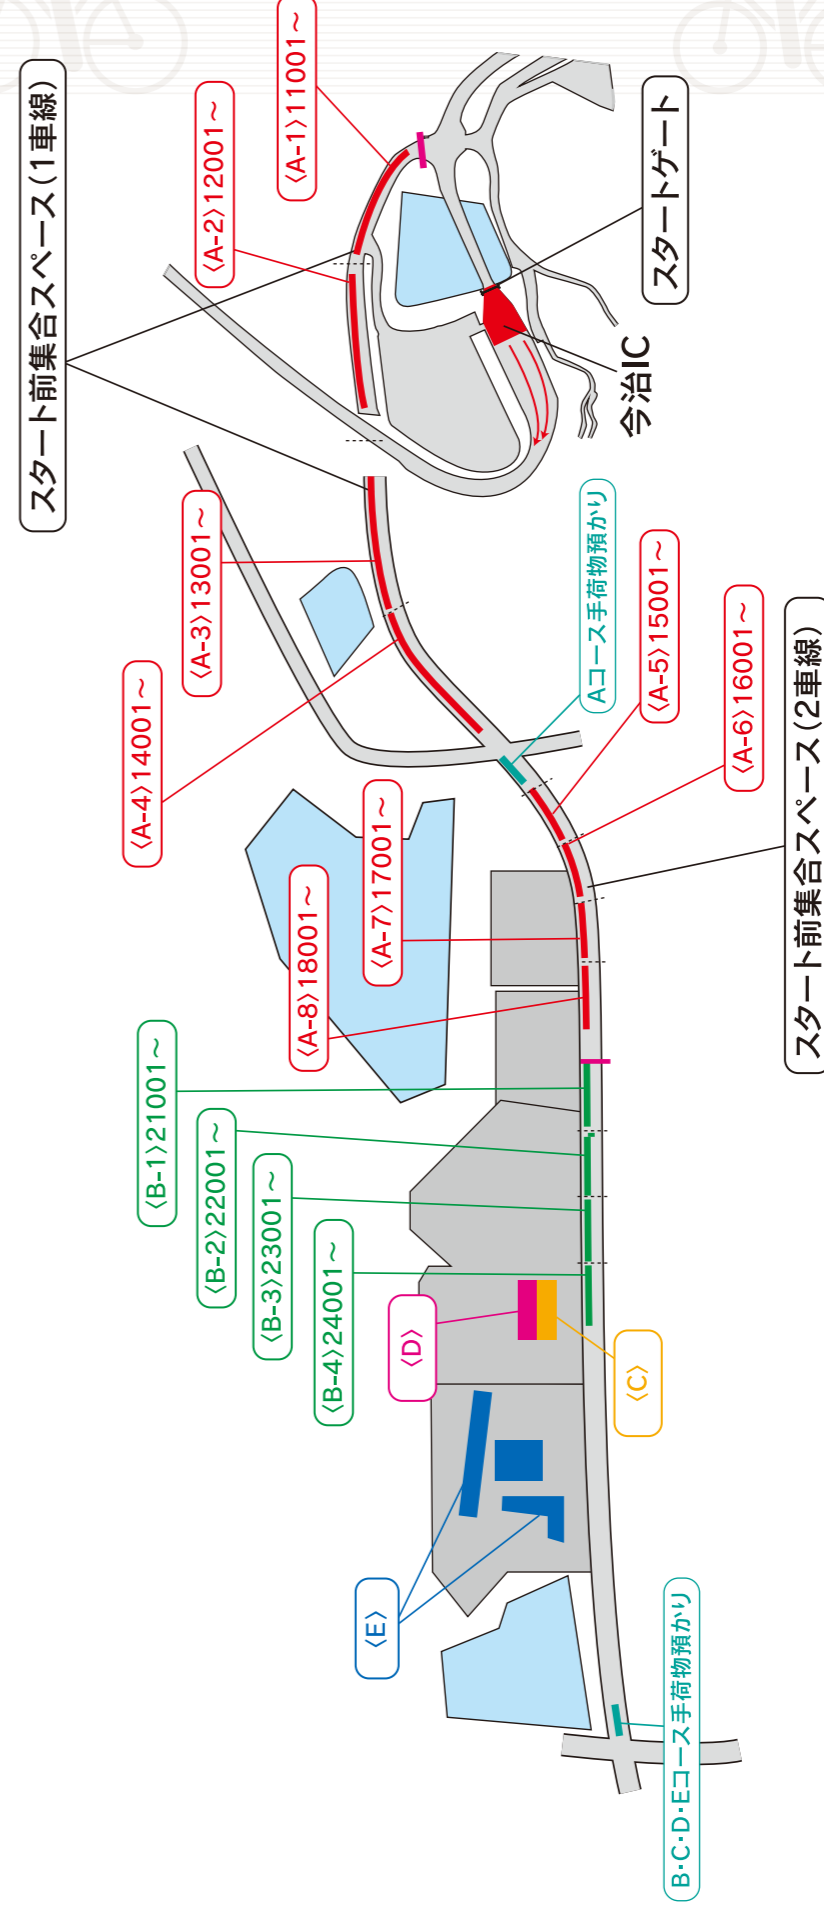 スタート前集合スペース（1車線）
〈A-1〉11001～
〈A-2〉12001～
スタートゲート
今治IC
〈A-3〉13001～
〈A-4〉14001～
Aコース手荷物預かり
〈A-5〉15001～
〈A-6〉16001～
スタート前集合スペース（2車線）
〈A-7〉17001～
〈A-8〉18001～
〈B-1〉21001～
〈B-2〉22001～
〈B-3〉23001～
〈B-4〉24001～
〈D〉
〈C〉
〈E〉
B・C・D・Eコース手荷物預かり